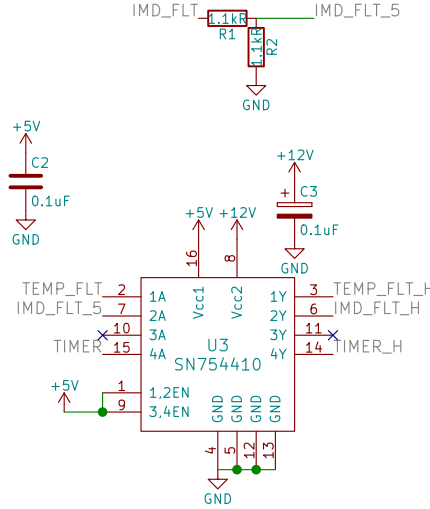 IMD_FLT 1.1kR IMD_FLT_5
R1
1.1kR R2
GND
+5V
C2
0.1uF
GND
+12V
+ C3
0.1uF
GND
+5V +12V
16 8
Vcc1 Vcc2
TEMP_FLT 2 1A 1Y 3 TEMP_FLT_H
IMD_FLT_5 7 2A 2Y 6 IMD_FLT_H
10 3A 3Y 11
TIMER 15 4A 4Y 14 TIMER_H
U3
SN754410
+5V
1 1,2EN
9 3,4EN
GND GND GND GND
4 5 12 13
GND